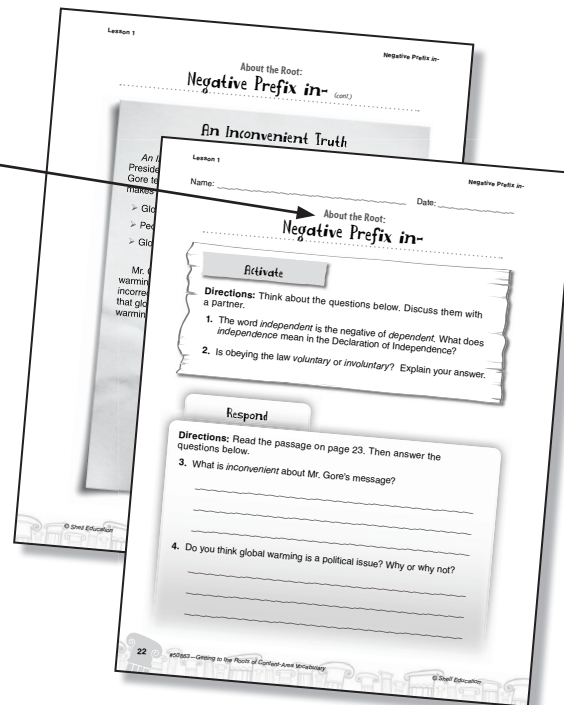 Lesson 1
Negative Prefix in-
About the Root:
Negative Prefix in- (cont.)
An Inconvenient Truth
An I
Preside
Gore te
makes
➢ Glo
➢ Peo
➢ Glo
Mr. G
warmin
incorre
that glo
warmin
© Shell Education
Lesson 1
Negative Prefix in-
Name:
Date:
About the Root:
Negative Prefix in-
Activate
Directions: Think about the questions below. Discuss them with
a partner.
1. The word independent is the negative of dependent. What does
independence mean in the Declaration of Independence?
2. Is obeying the law voluntary or involuntary? Explain your answer.
Respond
Directions: Read the passage on page 23. Then answer the
questions below.
3. What is inconvenient about Mr. Gore's message?
4. Do you think global warming is a political issue? Why or why not?
22
#50863—Getting to the Roots of Content-Area Vocabulary
© Shell Education